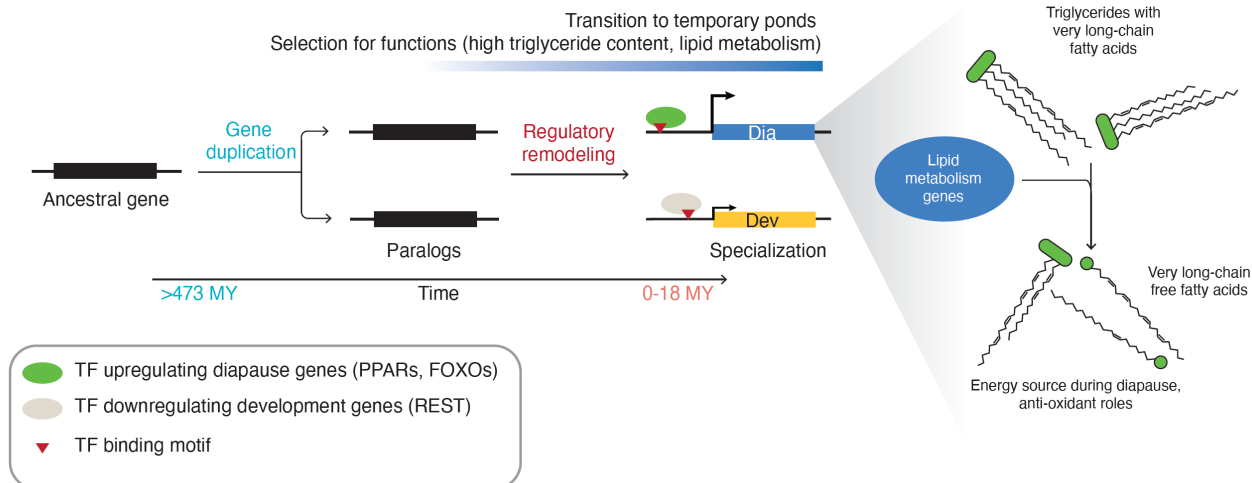 Transition to temporary ponds
Selection for functions (high triglyceride content, lipid metabolism)
Gene
duplication
Ancestral gene
Paralogs
Regulatory
remodeling
Dia
Dev
Specialization
>473 MY
Time
0-18 MY
TF upregulating diapause genes (PPARs, FOXOs)
TF downregulating development genes (REST)
TF binding motif
Triglycerides with
very long-chain
fatty acids
Lipid
metabolism
genes
Very long-chain
free fatty acids
Energy source during diapause,
anti-oxidant roles